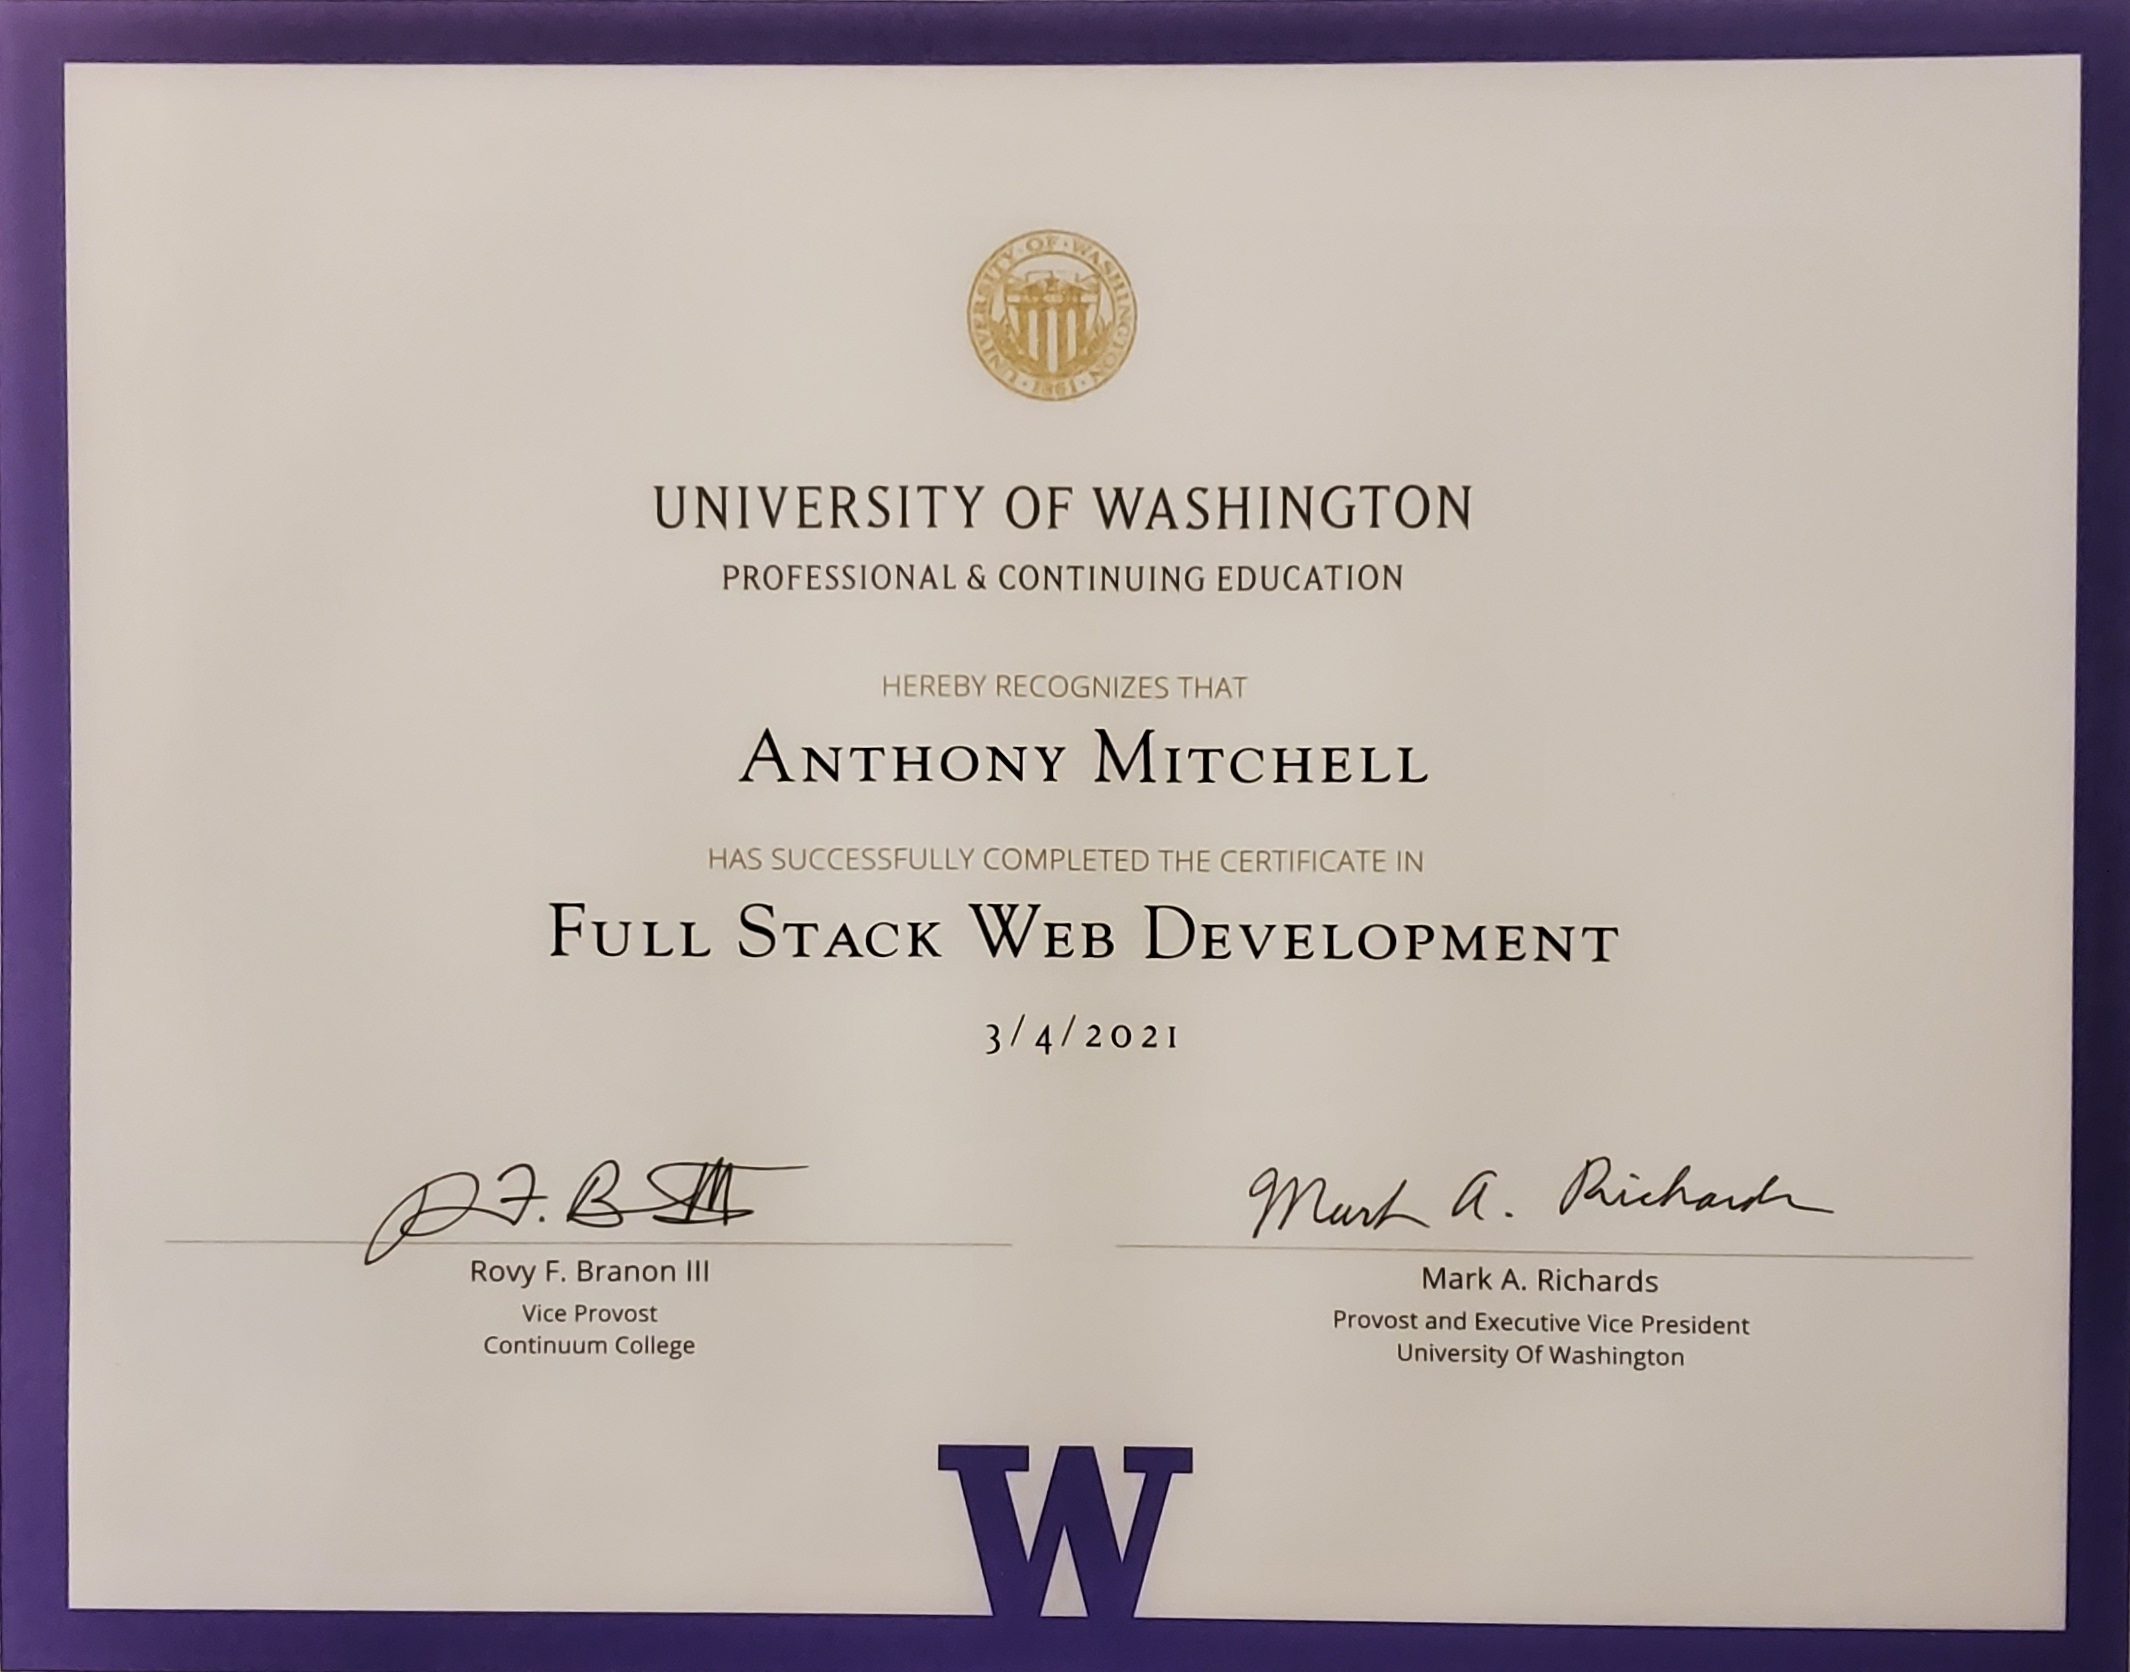 UNIVERSITY OF WASHINGTON · 1861 ·
UNIVERSITY OF WASHINGTON
PROFESSIONAL & CONTINUING EDUCATION
HEREBY RECOGNIZES THAT
ANTHONY MITCHELL
HAS SUCCESSFULLY COMPLETED THE CERTIFICATE IN
FULL STACK WEB DEVELOPMENT
3/4/2021
Mark A. Richards
Rovy F. Branon III
Vice Provost
Continuum College
Mark A. Richards
Provost and Executive Vice President
University Of Washington
W